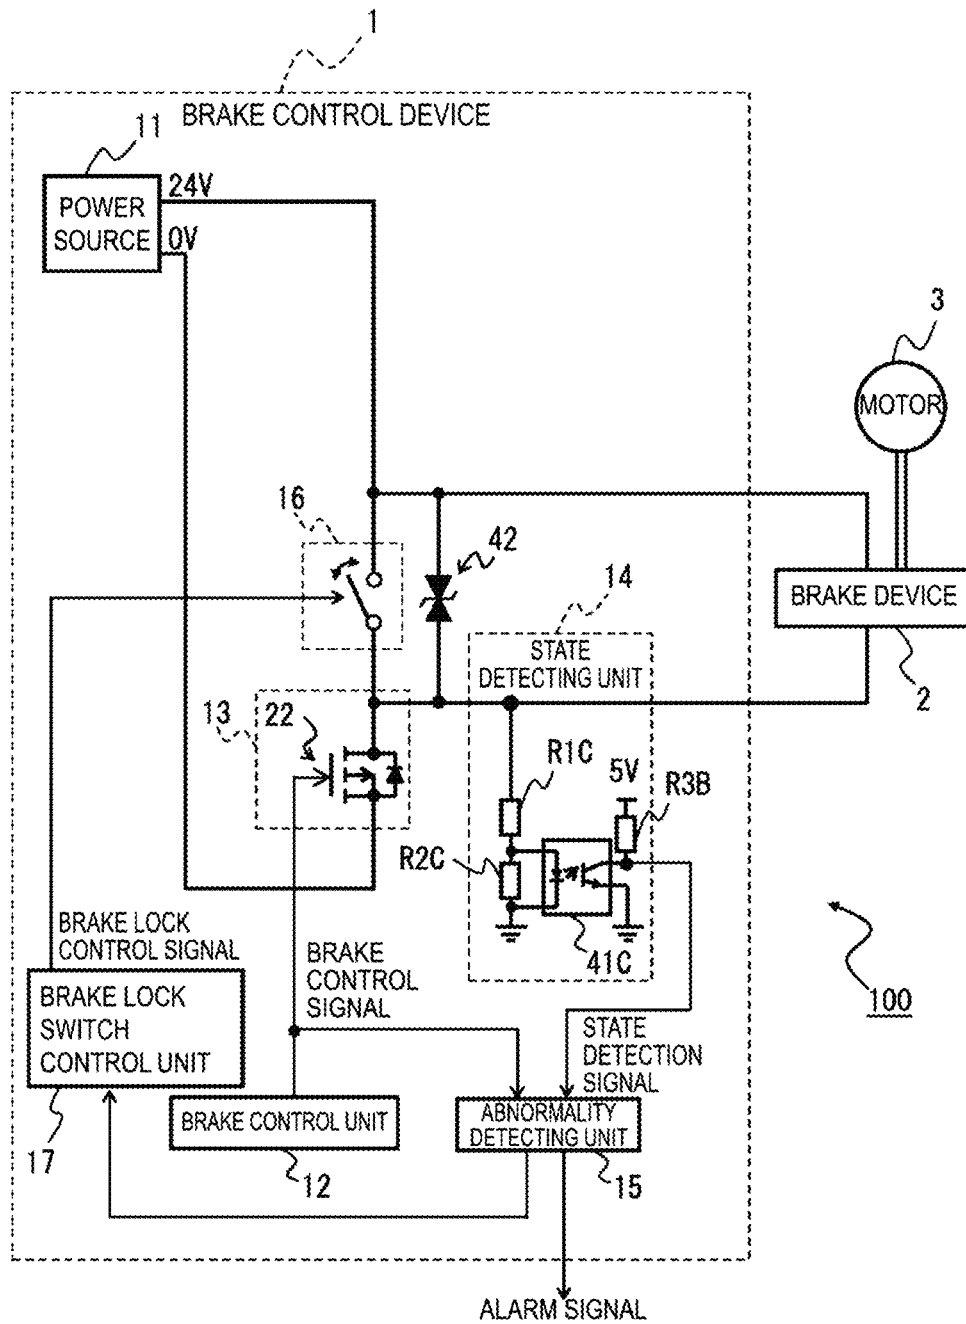 1
BRAKE CONTROL DEVICE
11
POWER
SOURCE
24V
0V
3
MOTOR
16
42
14
BRAKE DEVICE
2
STATE
DETECTING UNIT
13
22
R1C
5V
R3B
R2C
41C
BRAKE LOCK
CONTROL SIGNAL
BRAKE
CONTROL
SIGNAL
100
BRAKE LOCK
SWITCH
CONTROL UNIT
STATE
DETECTION
SIGNAL
BRAKE CONTROL UNIT
ABNORMALITY
DETECTING UNIT
17
12
15
ALARM SIGNAL